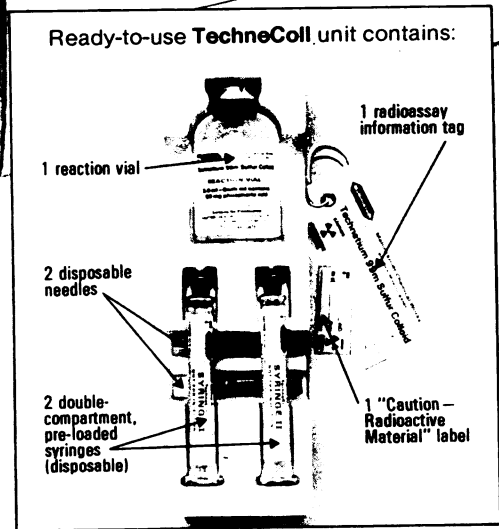 Ready-to-use TechneColl unit contains:
1 radioassay
information tag
1 reaction vial
REACTION VIAL
Technetium 99m Sulfur Colloid
2 disposable
needles
SYRINGE I
SYRINGE II
2 double-
compartment,
pre-loaded
syringes
(disposable)
1 "Caution —
Radioactive
Material" label